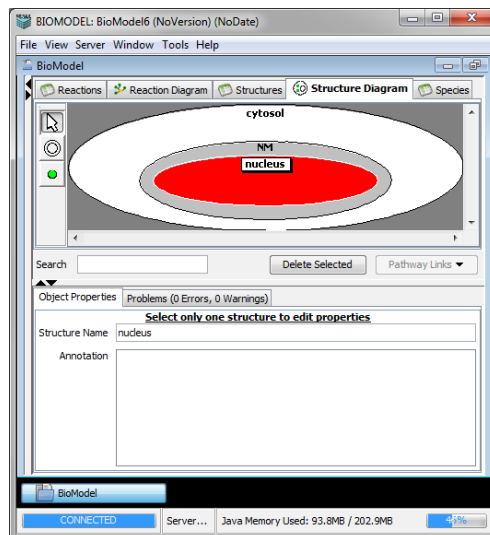 BIOMODEL: BioModel6 (NoVersion) (NoDate)
File View Server Window Tools Help
BioModel
Reactions Reaction Diagram Structures Structure Diagram Species
cytosol
NM
nucleus
Search Delete Selected Pathway Links
Object Properties Problems (0 Errors, 0 Warnings)
Select only one structure to edit properties
Structure Name nucleus
Annotation
BioModel
CONNECTED Server... Java Memory Used: 93.8MB / 202.9MB 46%